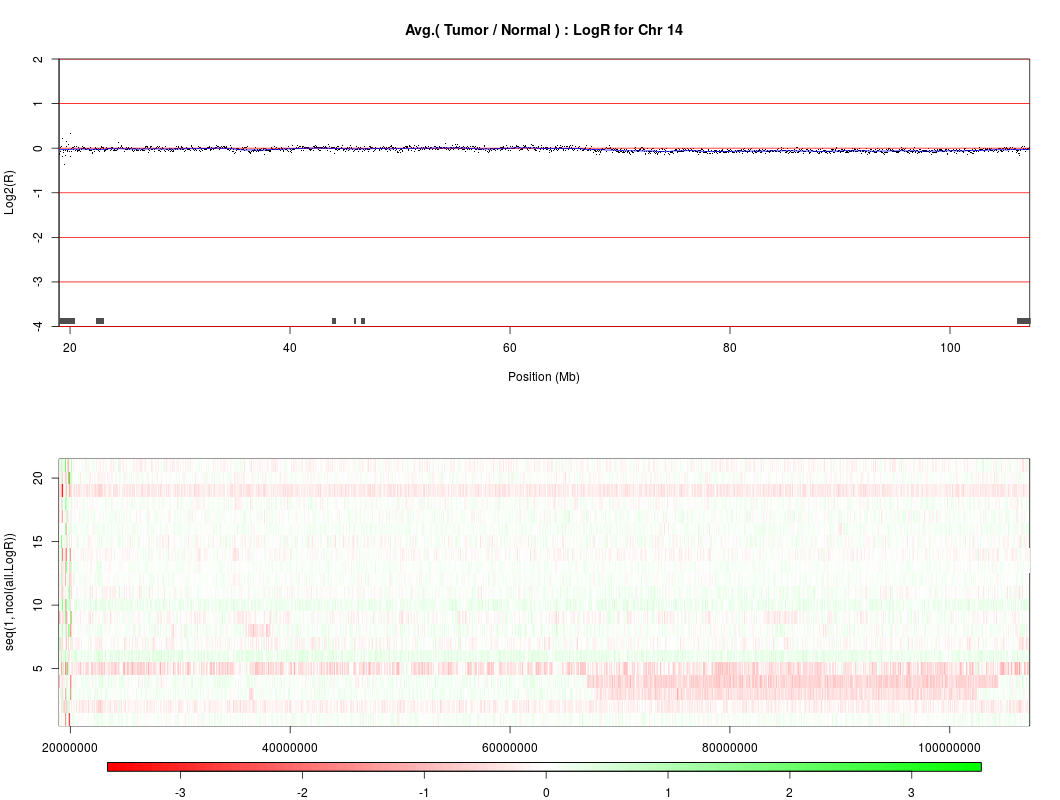 Avg.( Tumor / Normal ) : LogR for Chr 14
Log2(R)
2
1
0
-1
-2
-3
-4
20 40 60 80 100
Position (Mb)
seq(1, ncol(all.LogR))
20
15
10
5
20000000 40000000 60000000 80000000 100000000
-3 -2 -1 0 1 2 3